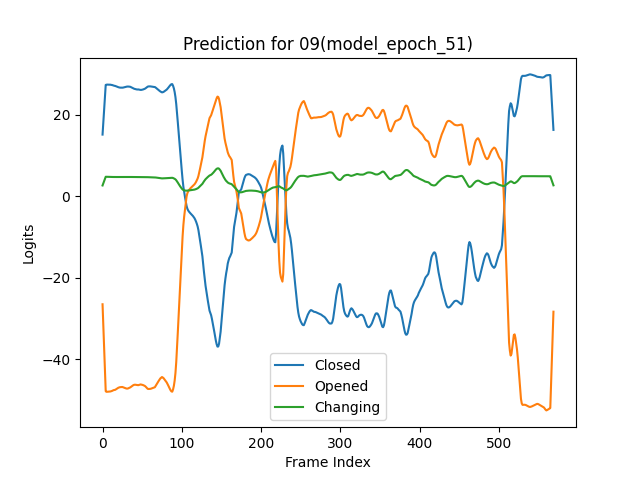 Prediction for 09(model_epoch_51)
20
0
−20
−40
Logits
Closed
Opened
Changing
0 100 200 300 400 500
Frame Index